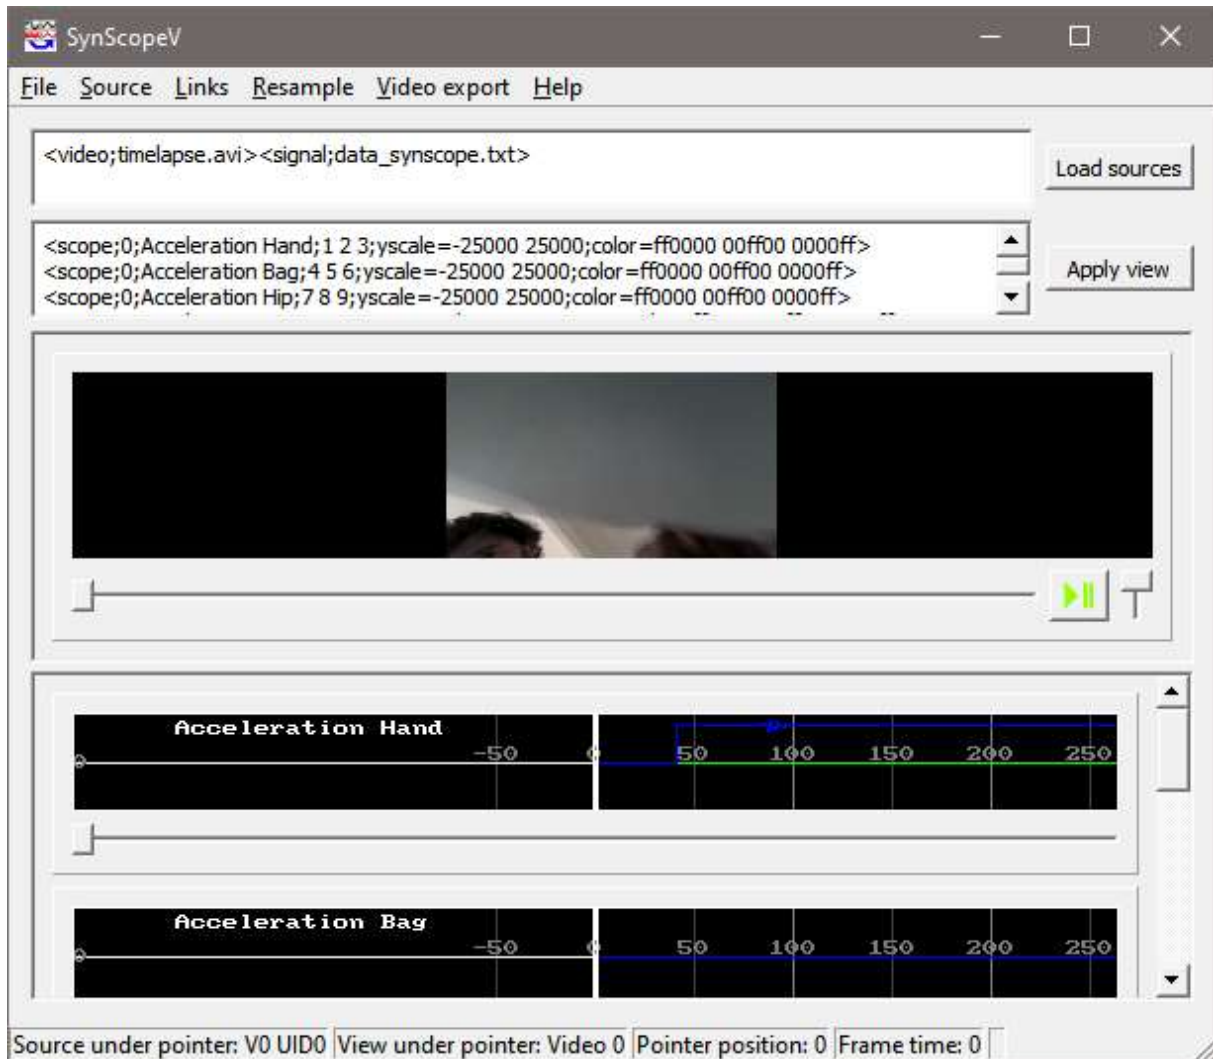 SynScopeV
File Source Links Resample Video export Help
<video;timelapse.avi><signal;data_synscope.txt>
Load sources
<scope;0;Acceleration Hand;1 2 3;yscale=-25000 25000;color=ff0000 00ff00 0000ff>
<scope;0;Acceleration Bag;4 5 6;yscale=-25000 25000;color=ff0000 00ff00 0000ff>
<scope;0;Acceleration Hip;7 8 9;yscale=-25000 25000;color=ff0000 00ff00 0000ff>
Apply view
Acceleration Hand
-50 0 50 100 150 200 250
Acceleration Bag
-50 0 50 100 150 200 250
Source under pointer: V0 UID0 View under pointer: Video 0 Pointer position: 0 Frame time: 0